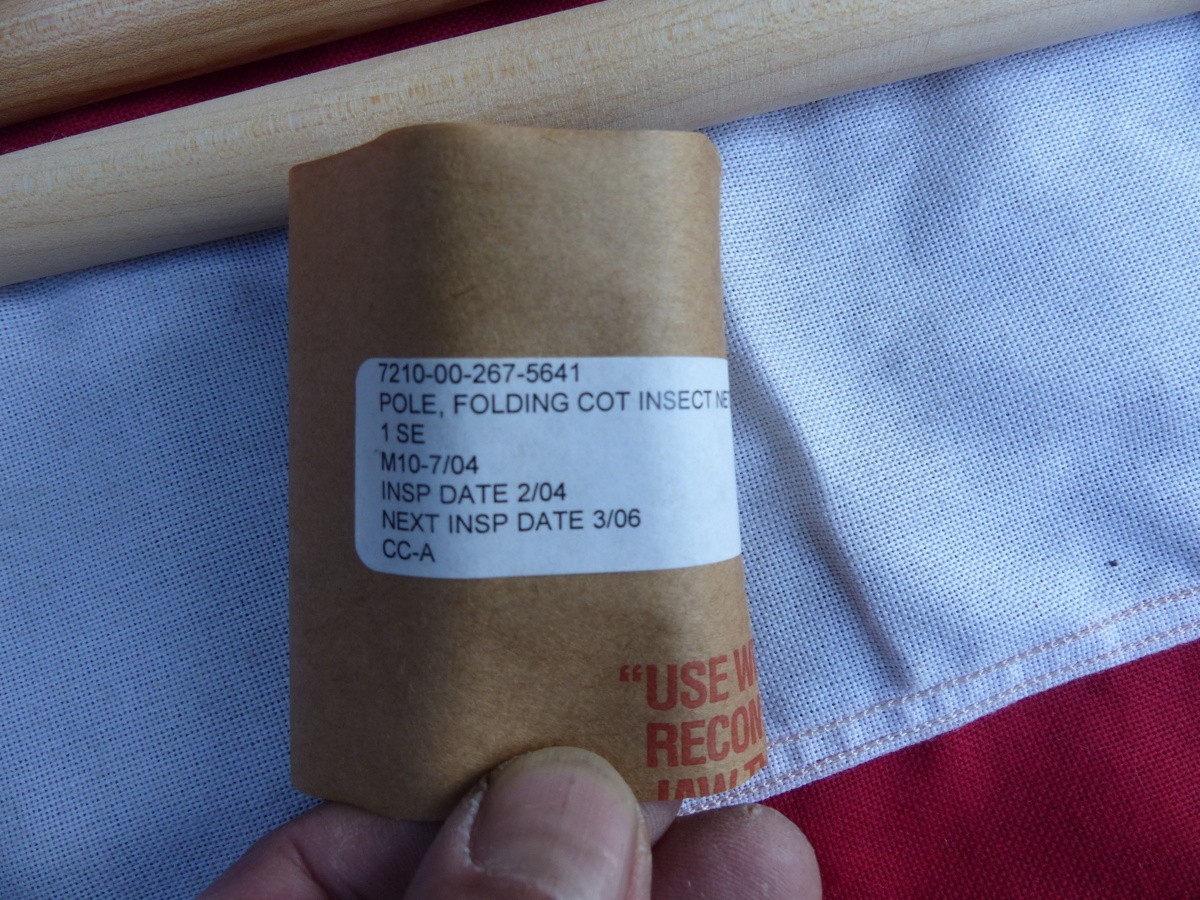 7210-00-267-5641
POLE, FOLDING COT INSECT NE
1 SE
M10-7/04
INSP DATE 2/04
NEXT INSP DATE 3/06
CC-A
"USE W
RECON
JAW T